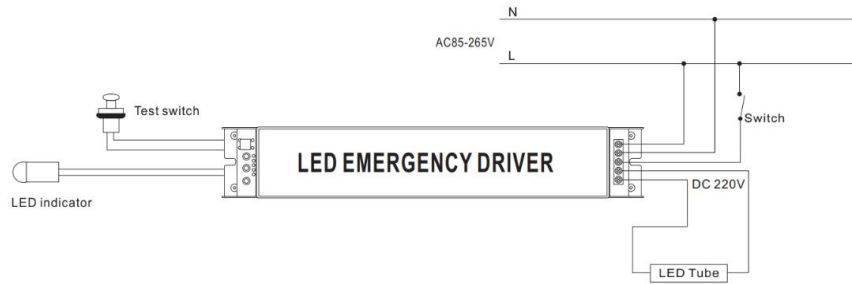 N
AC85-265V
L
Test switch
Switch
LED EMERGENCY DRIVER
DC 220V
LED indicator
LED Tube